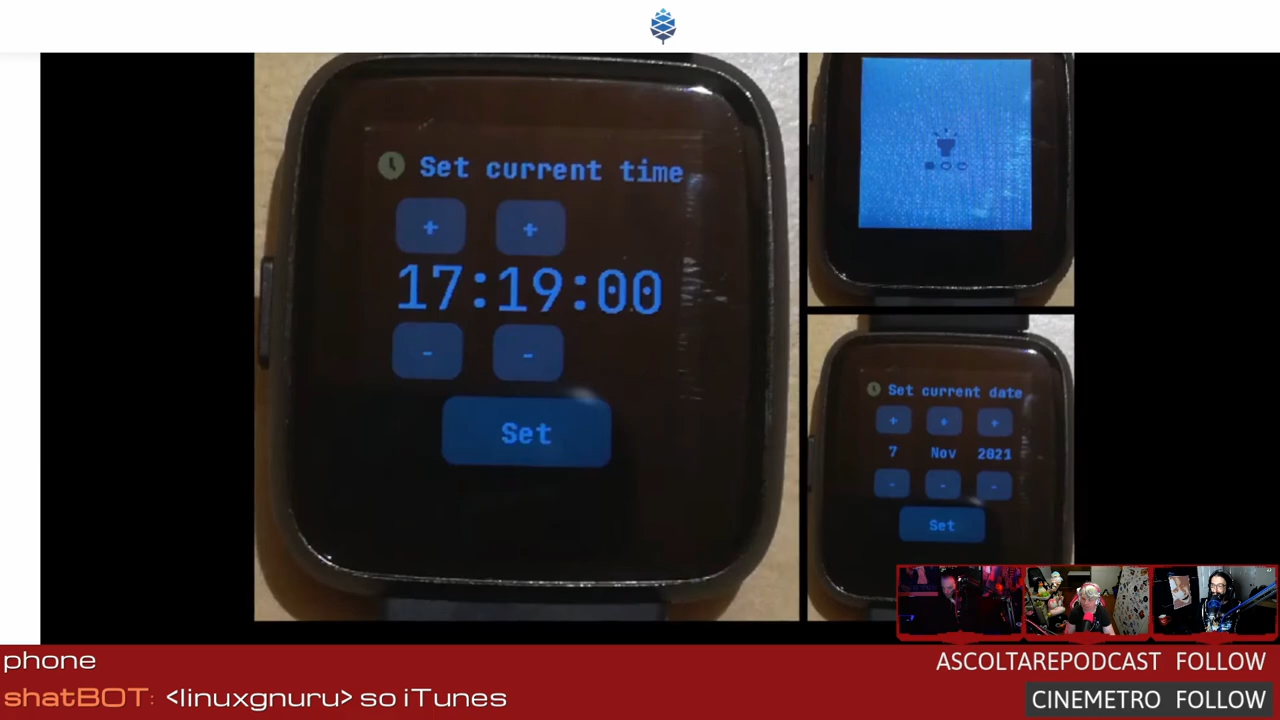 Set current time
+ +
17:19:00
- -
Set
Set current date
+ + +
7 Nov 2021
- - -
Set
phone
shatBOT: <linuxgnuru> so iTunes
ASCOLTAREPODCAST FOLLOW
CINEMETRO FOLLOW